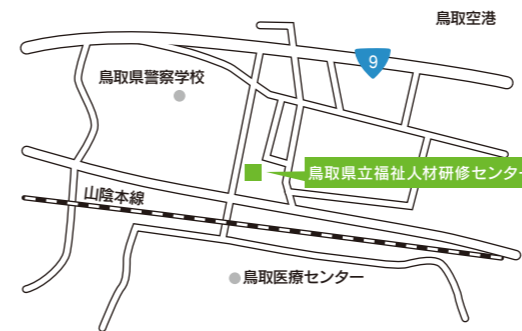 鳥取空港
9
鳥取県警察学校
鳥取県立福祉人材研修センター
山陰本線
鳥取医療センター